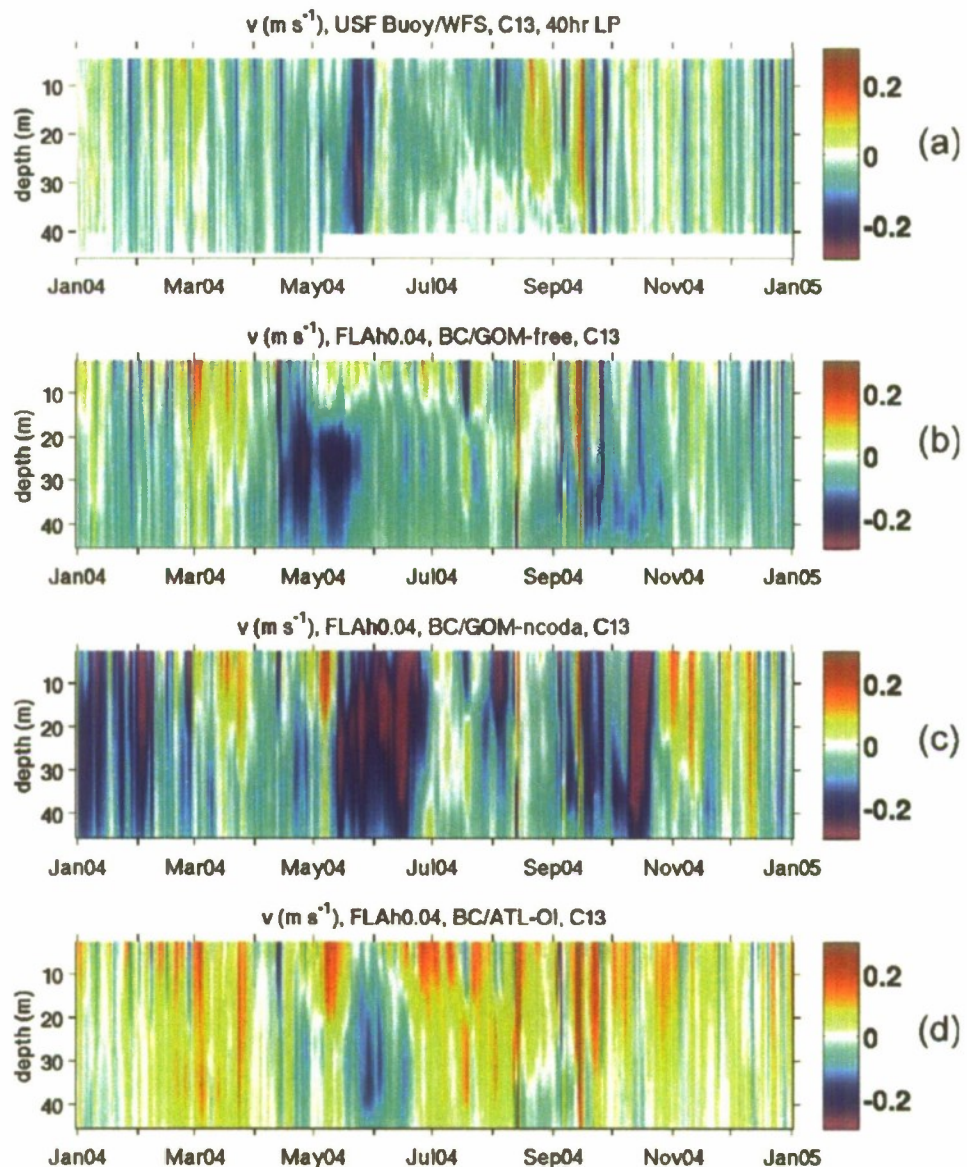 v (m s⁻¹), USF Buoy/WFS, C13, 40hr LP
depth (m)
10
20
30
40
Jan04 Mar04 May04 Jul04 Sep04 Nov04 Jan05
0.2
0
-0.2
(a)
v (m s⁻¹), FLAh0.04, BC/GOM-free, C13
depth (m)
10
20
30
40
Jan04 Mar04 May04 Jul04 Sep04 Nov04 Jan05
0.2
0
-0.2
(b)
v (m s⁻¹), FLAh0.04, BC/GOM-ncoda, C13
depth (m)
10
20
30
40
Jan04 Mar04 May04 Jul04 Sep04 Nov04 Jan05
0.2
0
-0.2
(c)
v (m s⁻¹), FLAh0.04, BC/ATL-OI, C13
depth (m)
10
20
30
40
Jan04 Mar04 May04 Jul04 Sep04 Nov04 Jan05
0.2
0
-0.2
(d)